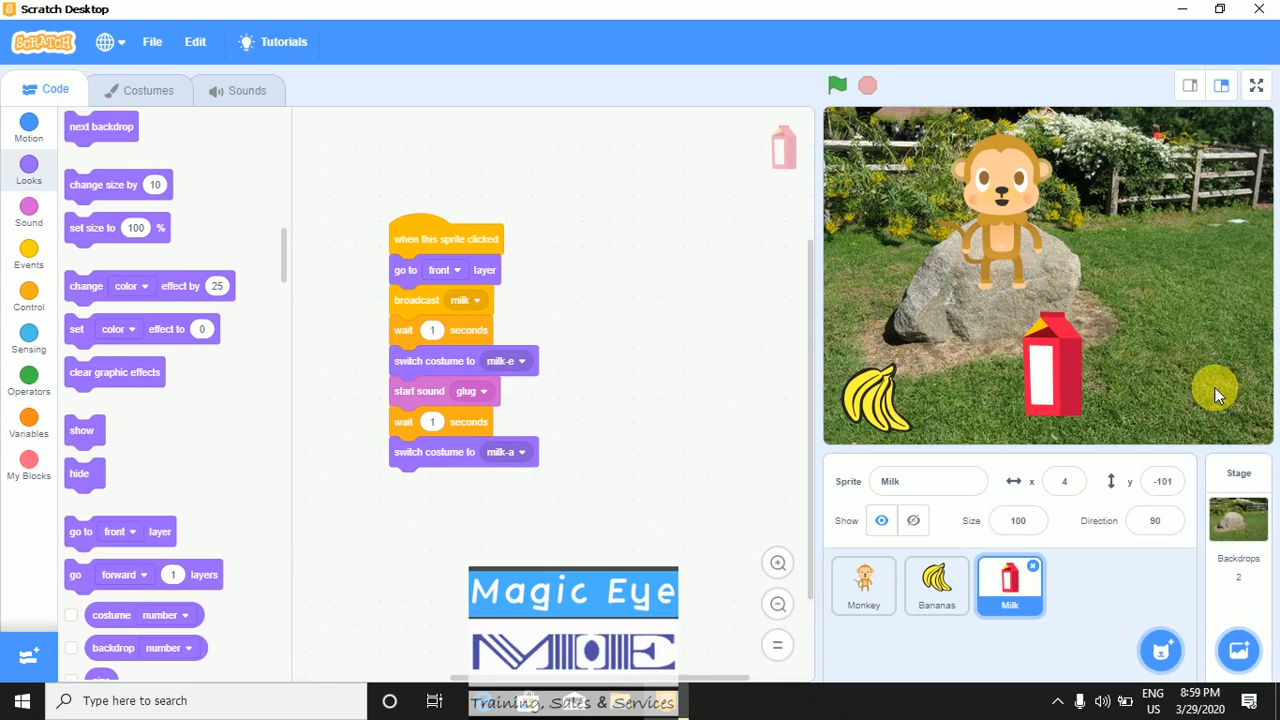 Scratch Desktop
SCRATCH
File
Edit
Tutorials
Code
Costumes
Sounds
Motion
Looks
Sound
Events
Control
Sensing
Operators
Variables
My Blocks
next backdrop
change size by 10
set size to 100 %
change color effect by 25
set color effect to 0
clear graphic effects
show
hide
go to front layer
go forward 1 layers
costume number
backdrop number
when this sprite clicked
go to front layer
broadcast milk
wait 1 seconds
switch costume to milk-e
start sound glug
wait 1 seconds
switch costume to milk-a
Magic Eye
MIE
Training, Sales & Services
Sprite Milk x 4 y -101
Show Size 100 Direction 90
Monkey
Bananas
Milk
Stage
Backdrops
2
Type here to search
ENG
US
8:59 PM
3/29/2020